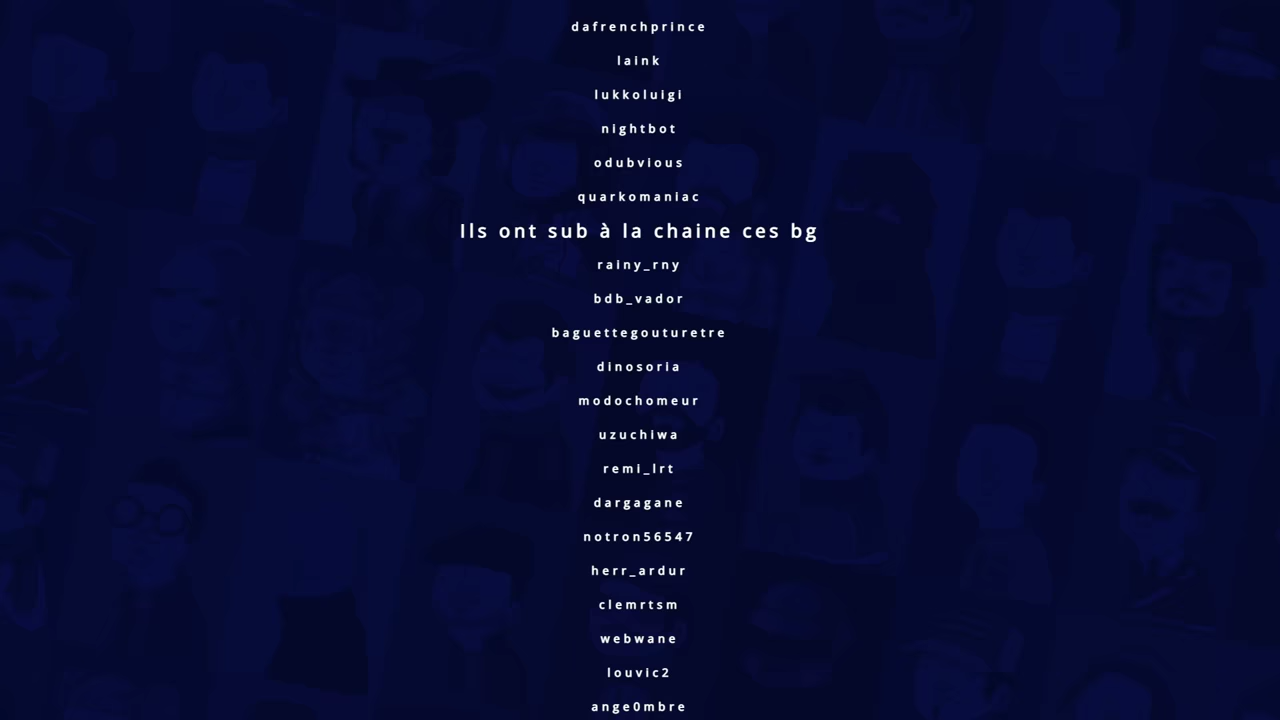 dafrenchprince
laink
lukkoluigi
nightbot
odubvious
quarkomaniac
Ils ont sub à la chaine ces bg
rainy_rny
bdb_vador
baguettegouturetre
dinosoria
modochomeur
uzuchiwa
remi_lrt
dargagane
notron56547
herr_ardur
clemrtsm
webwane
louvic2
ange0mbre